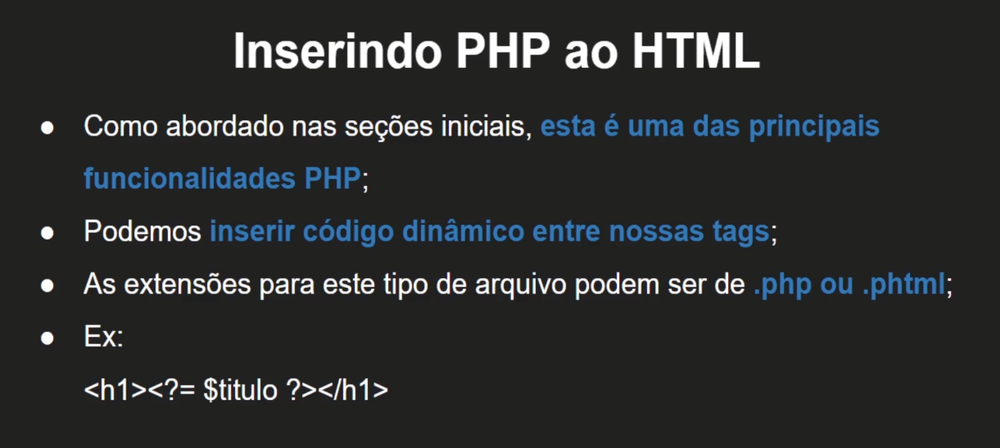 Inserindo PHP ao HTML
● Como abordado nas seções iniciais, esta é uma das principais
funcionalidades PHP;
● Podemos inserir código dinâmico entre nossas tags;
● As extensões para este tipo de arquivo podem ser de .php ou .phtml;
● Ex:
<h1><?= $titulo ?></h1>